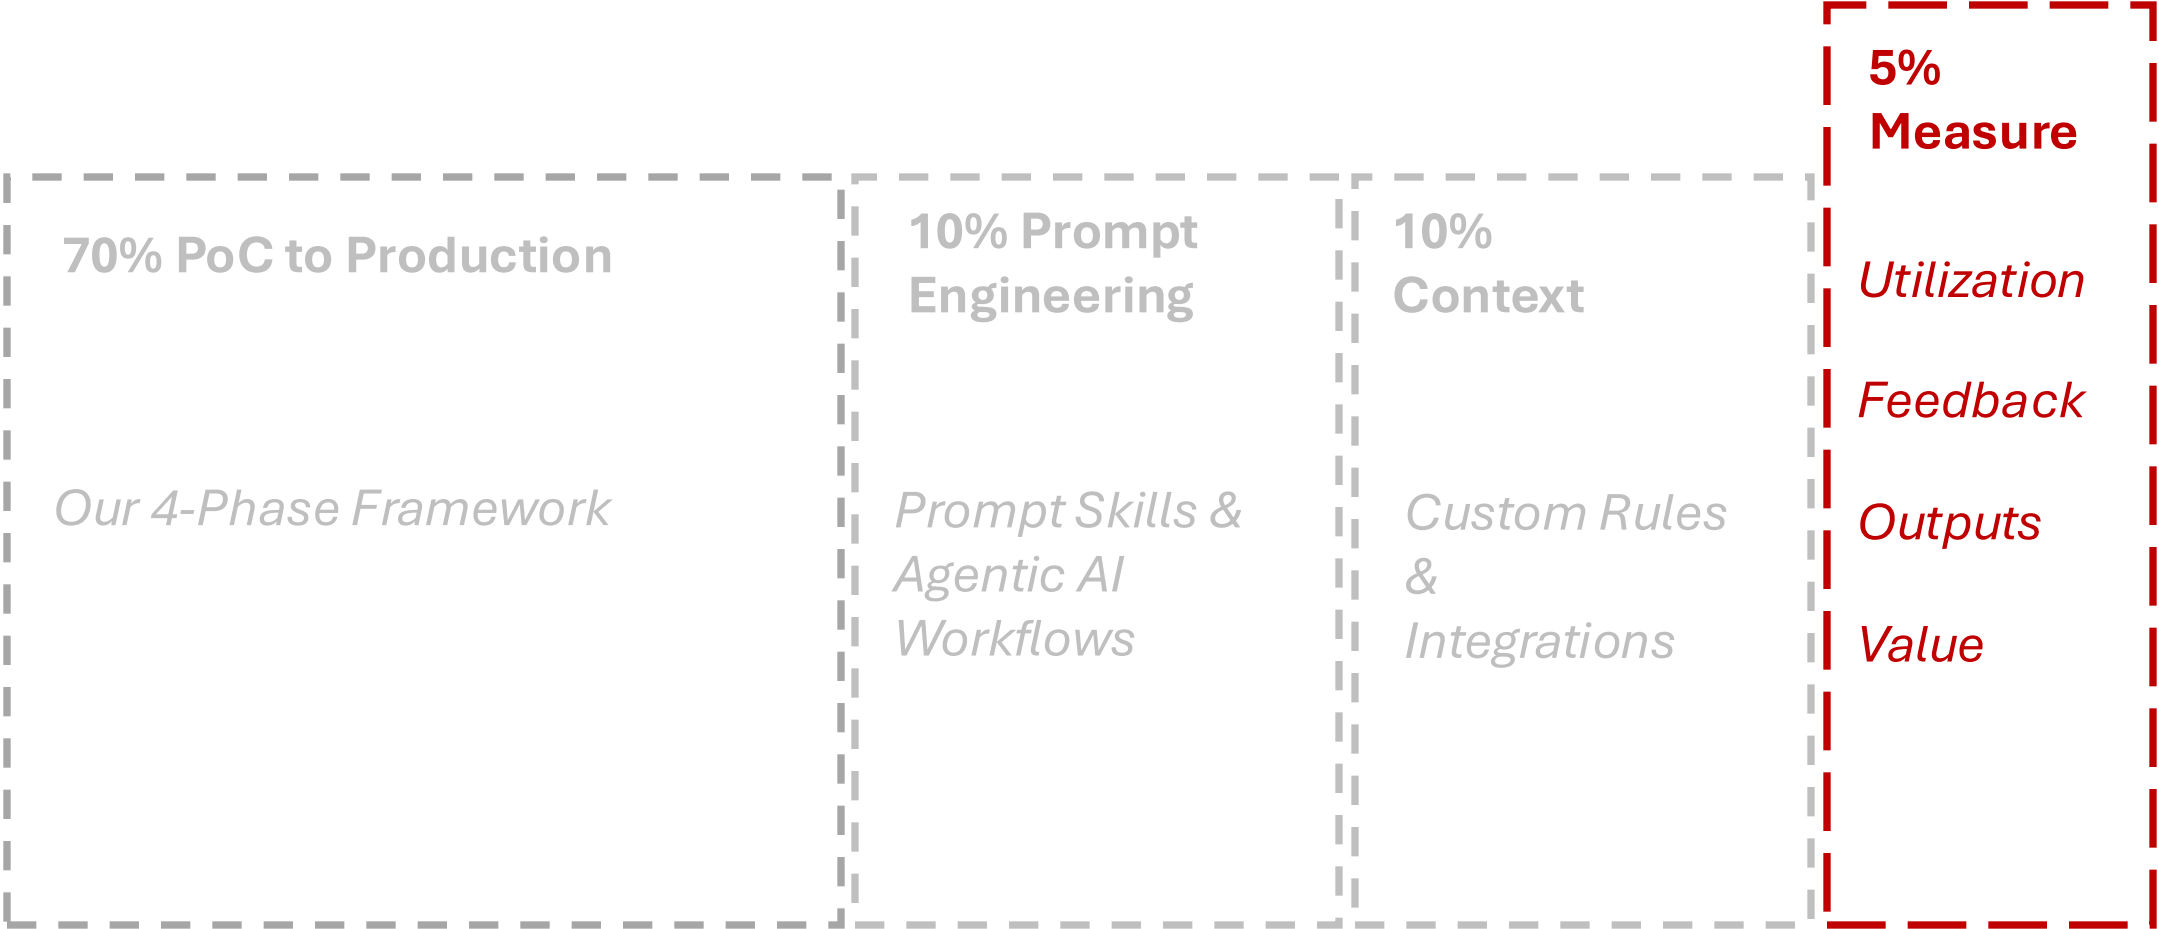 70% PoC to Production
Our 4-Phase Framework
10% Prompt
Engineering
Prompt Skills &
Agentic AI
Workflows
10%
Context
Custom Rules
&
Integrations
5%
Measure
Utilization
Feedback
Outputs
Value